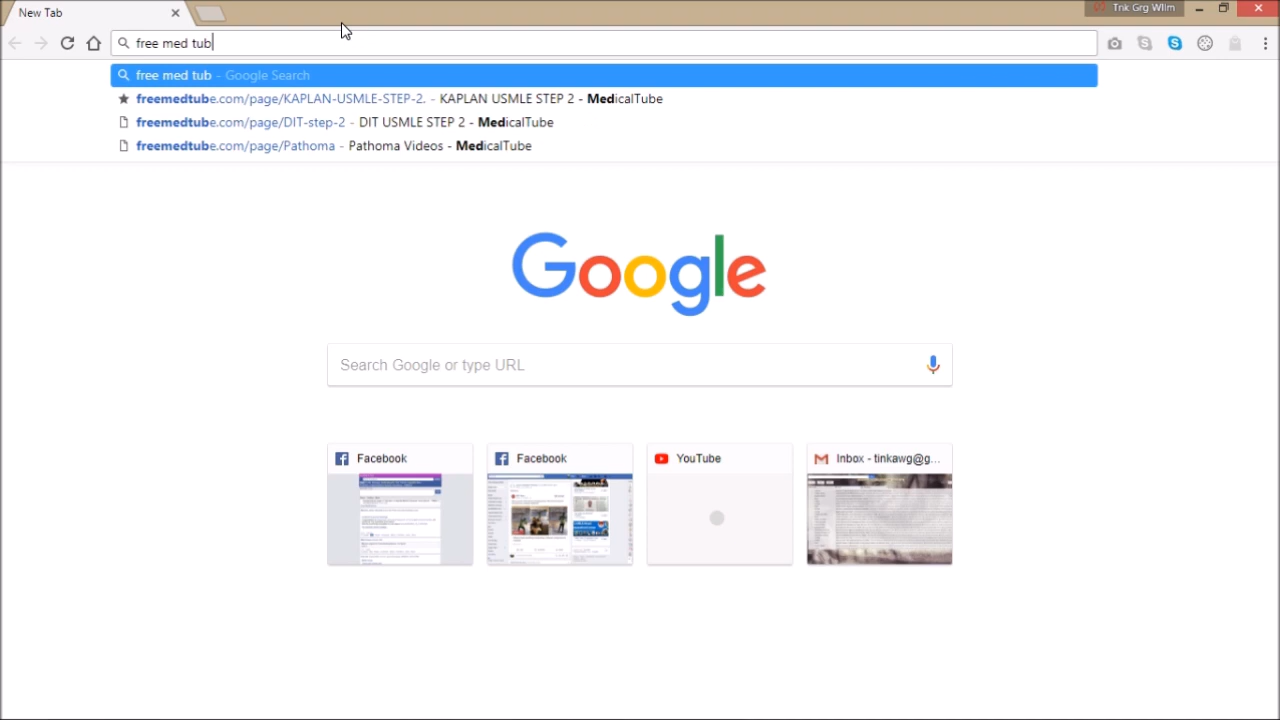 New Tab
Tnk Grg Wllm
free med tub
free med tub - Google Search
freemedtube.com/page/KAPLAN-USMLE-STEP-2. - KAPLAN USMLE STEP 2 - MedicalTube
freemedtube.com/page/DIT-step-2 - DIT USMLE STEP 2 - MedicalTube
freemedtube.com/page/Pathoma - Pathoma Videos - MedicalTube
Google
Search Google or type URL
Facebook
Facebook
YouTube
Inbox - tinkawg@g...